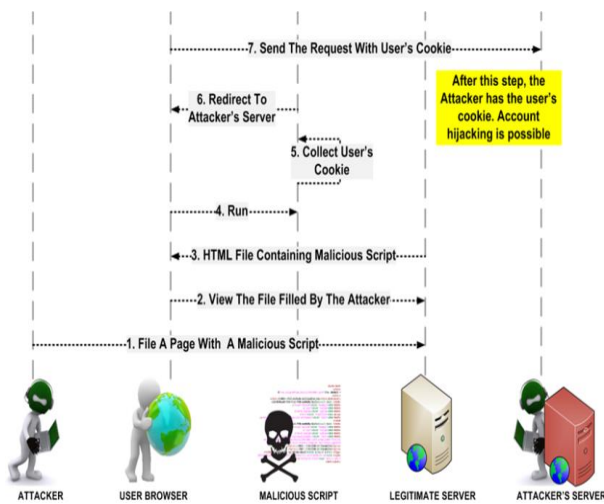 7. Send The Request With User's Cookie
After this step, the
Attacker has the user's
cookie. Account
hijacking is possible
6. Redirect To
Attacker's Server
5. Collect User's
Cookie
4. Run
3. HTML File Containing Malicious Script
2. View The File Filled By The Attacker
1. File A Page With A Malicious Script
ATTACKER
USER BROWSER
MALICIOUS SCRIPT
LEGITIMATE SERVER
ATTACKER'S SERVER